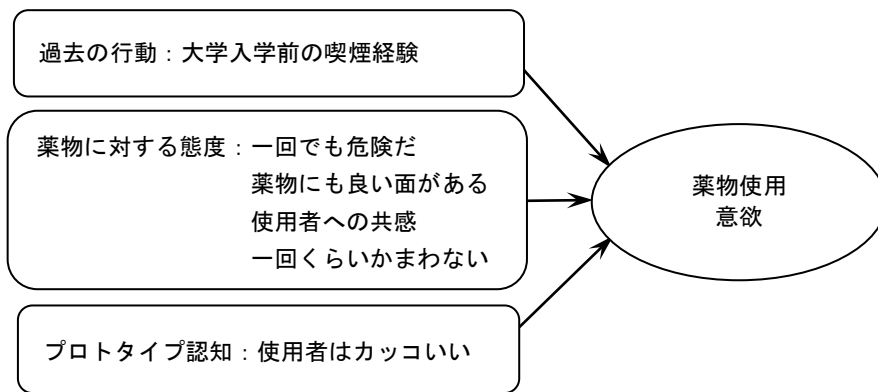 過去の行動：大学入学前の喫煙経験
薬物に対する態度：一回でも危険だ
薬物にも良い面がある
使用者への共感
一回くらいかまわない
プロトタイプ認知：使用者はカッコいい
薬物使用
意欲